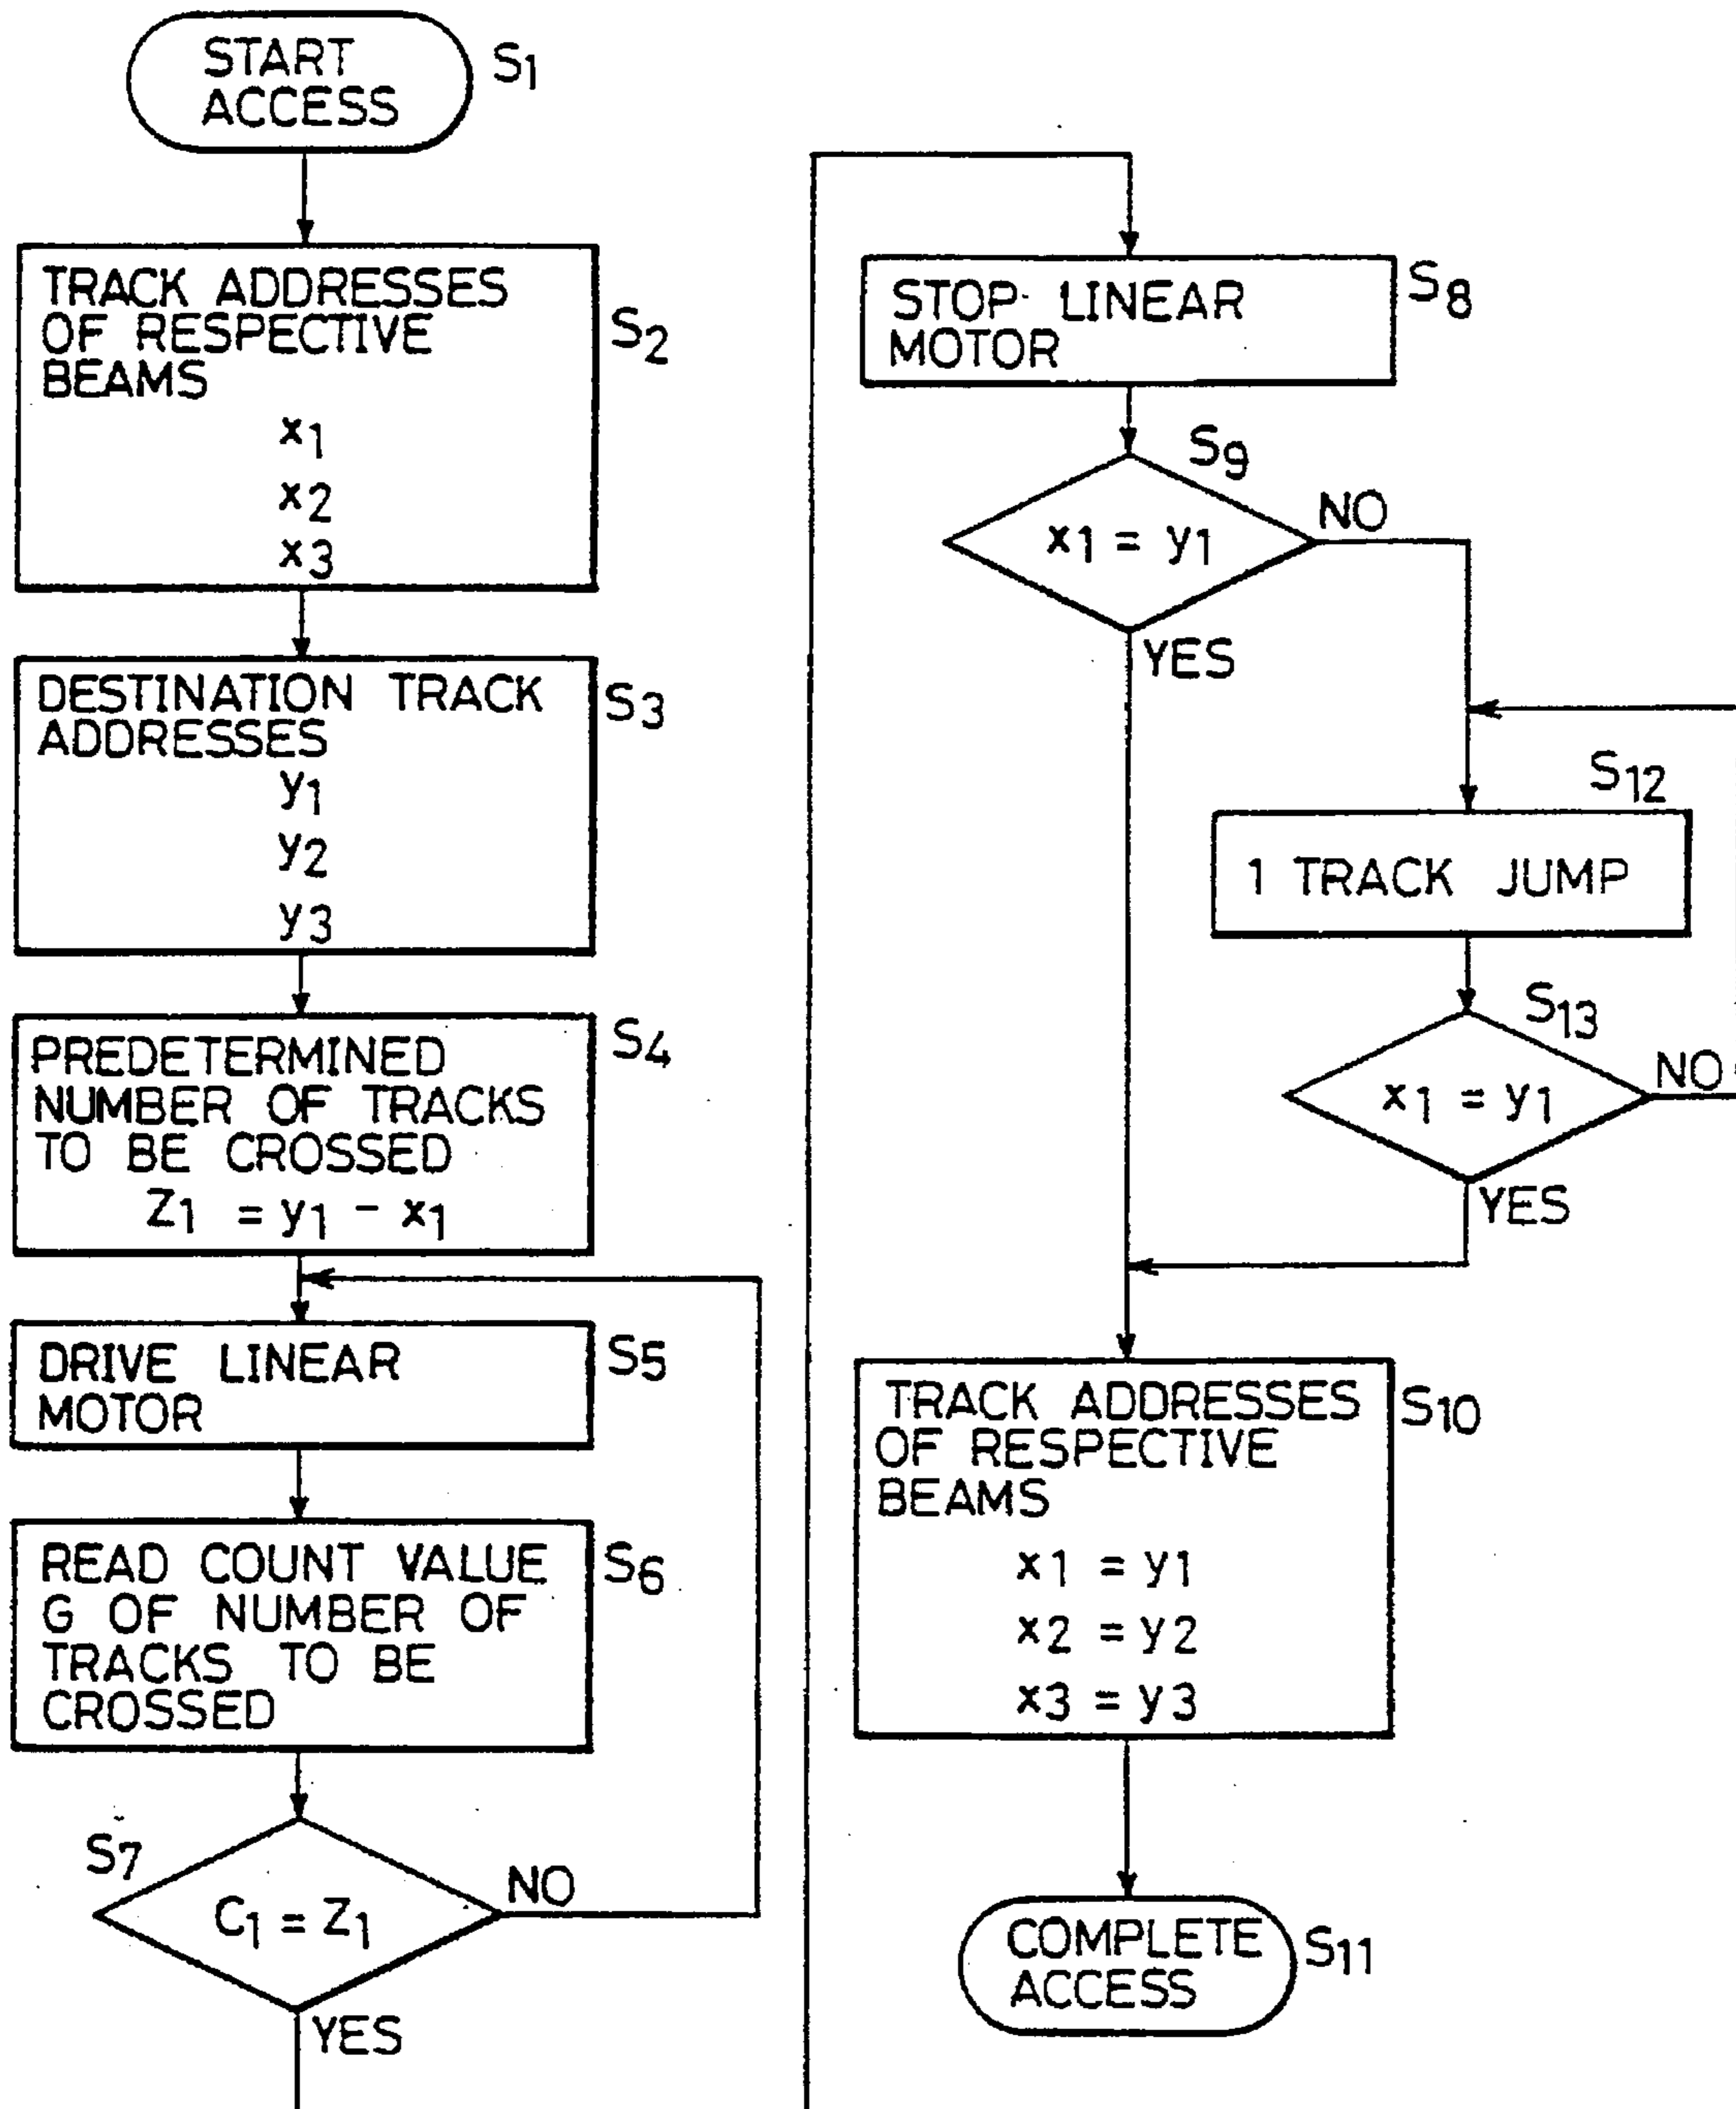 START
ACCESS
S1
TRACK ADDRESSES
OF RESPECTIVE
BEAMS
x1
x2
x3
S2
DESTINATION TRACK
ADDRESSES
y1
y2
y3
S3
PREDETERMINED
NUMBER OF TRACKS
TO BE CROSSED
Z1 = y1 - x1
S4
DRIVE LINEAR
MOTOR
S5
READ COUNT VALUE
G OF NUMBER OF
TRACKS TO BE
CROSSED
S6
S7
C1 = Z1
NO
YES
STOP LINEAR
MOTOR
S8
S9
x1 = y1
NO
YES
S12
1 TRACK JUMP
S13
x1 = y1
NO
YES
TRACK ADDRESSES
OF RESPECTIVE
BEAMS
x1 = y1
x2 = y2
x3 = y3
S10
COMPLETE
ACCESS
S11